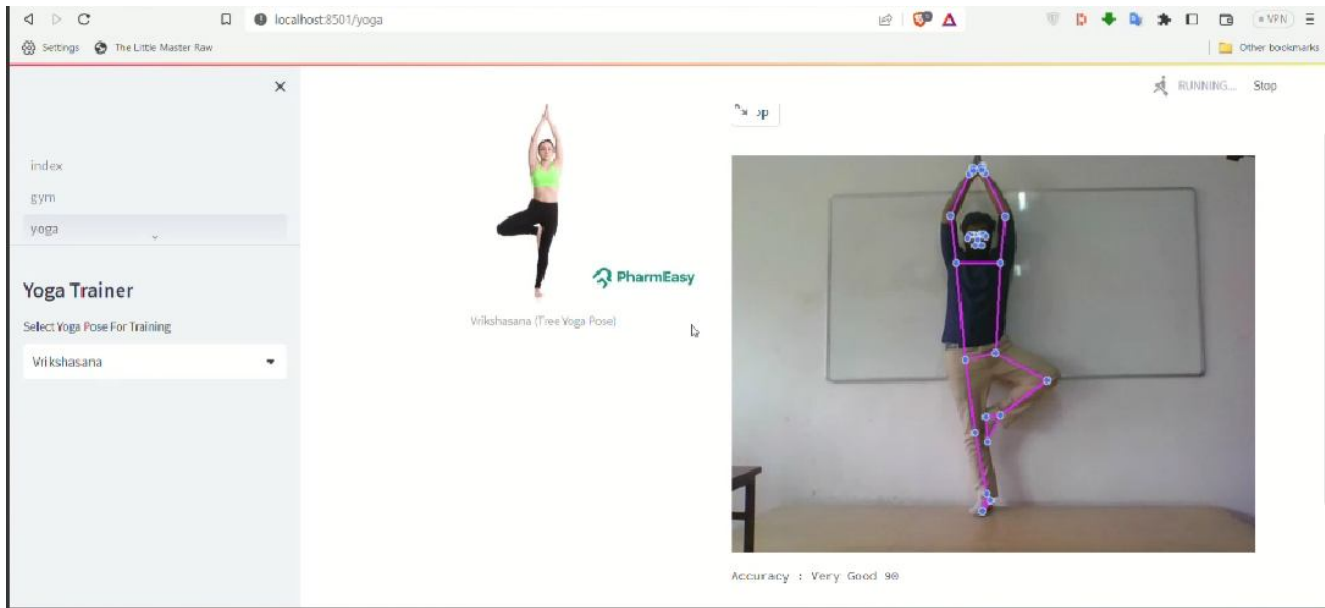 localhost:8501/yoga
VPN
Settings
The Little Master Raw
Other bookmarks
RUNNING...
Stop
index
gym
yoga
Yoga Trainer
Select Yoga Pose For Training
Vrikshasana
PharmEasy
Vrikshasana (Tree Yoga Pose)
Accuracy : Very Good 90